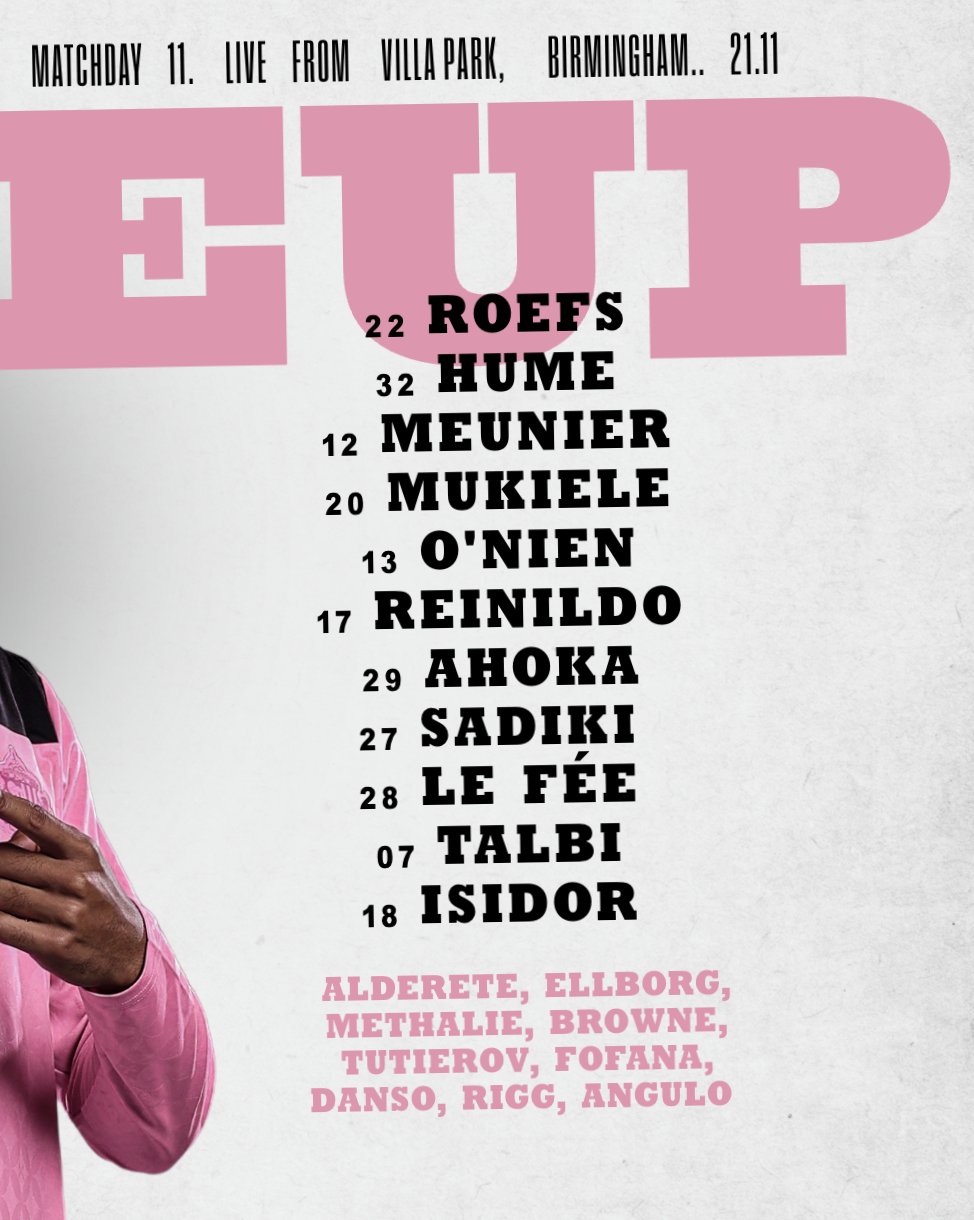 MATCHDAY 11. LIVE FROM VILLA PARK, BIRMINGHAM.. 21.11
EUP
22 ROEFS
32 HUME
12 MEUNIER
20 MUKIELE
13 O'NIEN
17 REINILDO
29 AHOKA
27 SADIKI
28 LE FÉE
07 TALBI
18 ISIDOR
ALDERETE, ELLBORG,
METHALIE, BROWNE,
TUTIEROV, FOFANA,
DANSO, RIGG, ANGULO